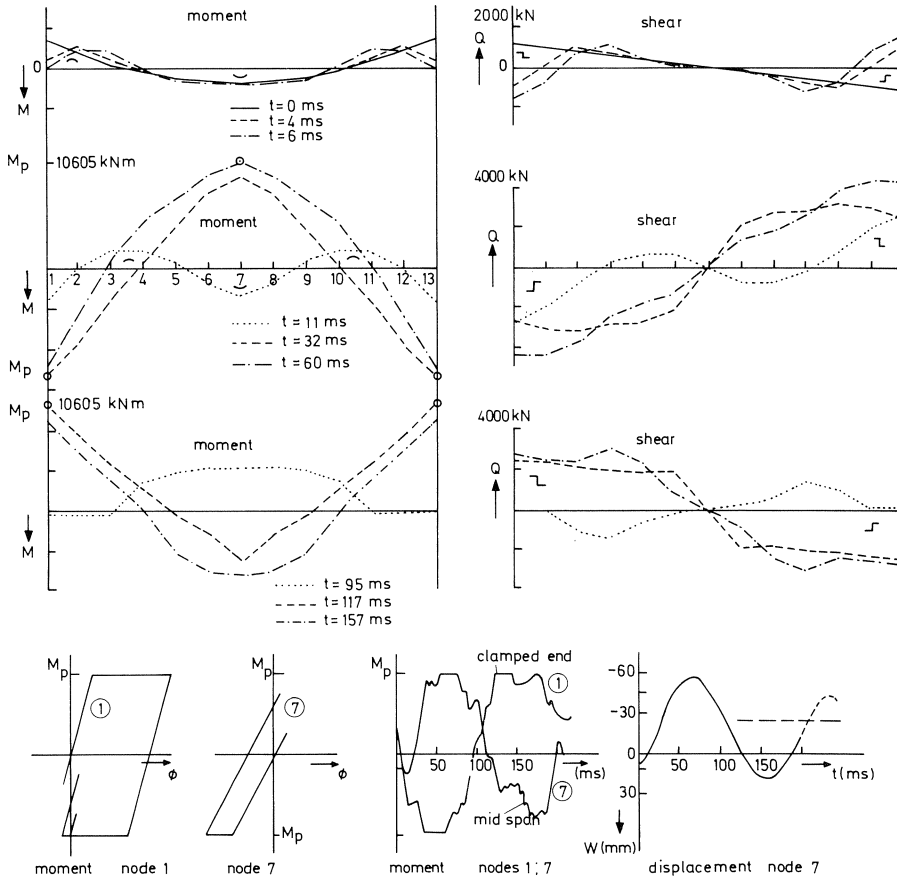 moment
0
M
t=0 ms
t=4 ms
t=6 ms
shear
2000 kN
Q
0
Mp
10605 kNm
moment
1 2 3 4 5 6 7 8 9 10 11 12 13
M
t=11 ms
t=32 ms
t=60 ms
Mp
4000 kN
shear
Q
Mp
10605 kNm
moment
M
t=95 ms
t=117 ms
t=157 ms
4000 kN
shear
Q
Mp
1
ϕ
moment node 1
Mp
7
ϕ
Mp
node 7
Mp
clamped end
1
50 100 150 (ms)
7
mid span
moment nodes 1; 7
-60
-30
0
30
50 100 150 t(ms)
W(mm)
displacement node 7